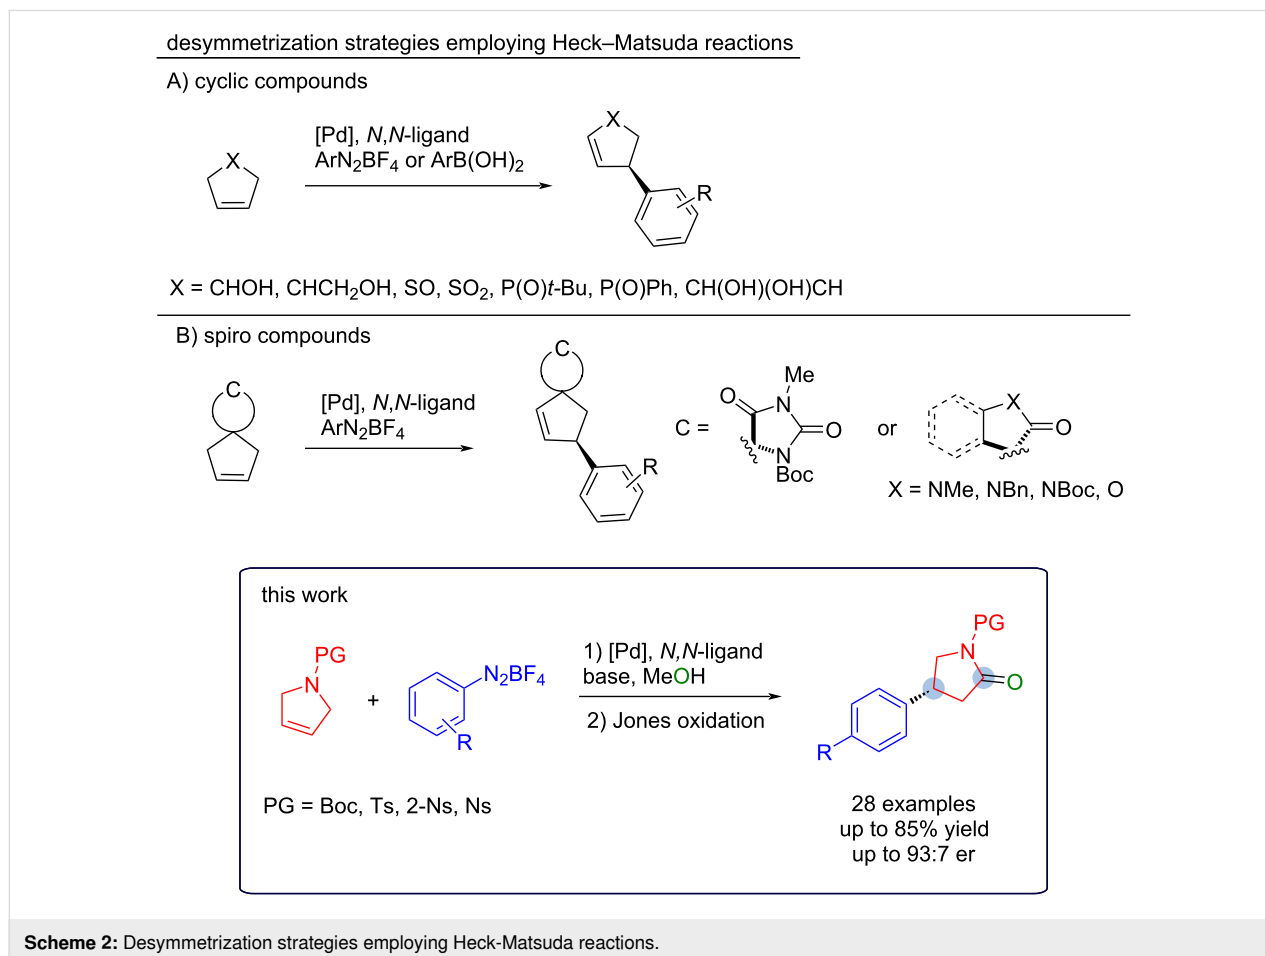 desymmetrization strategies employing Heck–Matsuda reactions
A) cyclic compounds
X
[Pd], N,N-ligand
ArN2BF4 or ArB(OH)2
X
R
X = CHOH, CHCH2OH, SO, SO2, P(O)t-Bu, P(O)Ph, CH(OH)(OH)CH
B) spiro compounds
C
[Pd], N,N-ligand
ArN2BF4
C
R
C =
O
Me
N
O
N
Boc
or
X
O
X = NMe, NBn, NBoc, O
this work
PG
N
+
N2BF4
R
1) [Pd], N,N-ligand
base, MeOH
2) Jones oxidation
PG
N
O
R
PG = Boc, Ts, 2-Ns, Ns
28 examples
up to 85% yield
up to 93:7 er
Scheme 2: Desymmetrization strategies employing Heck-Matsuda reactions.